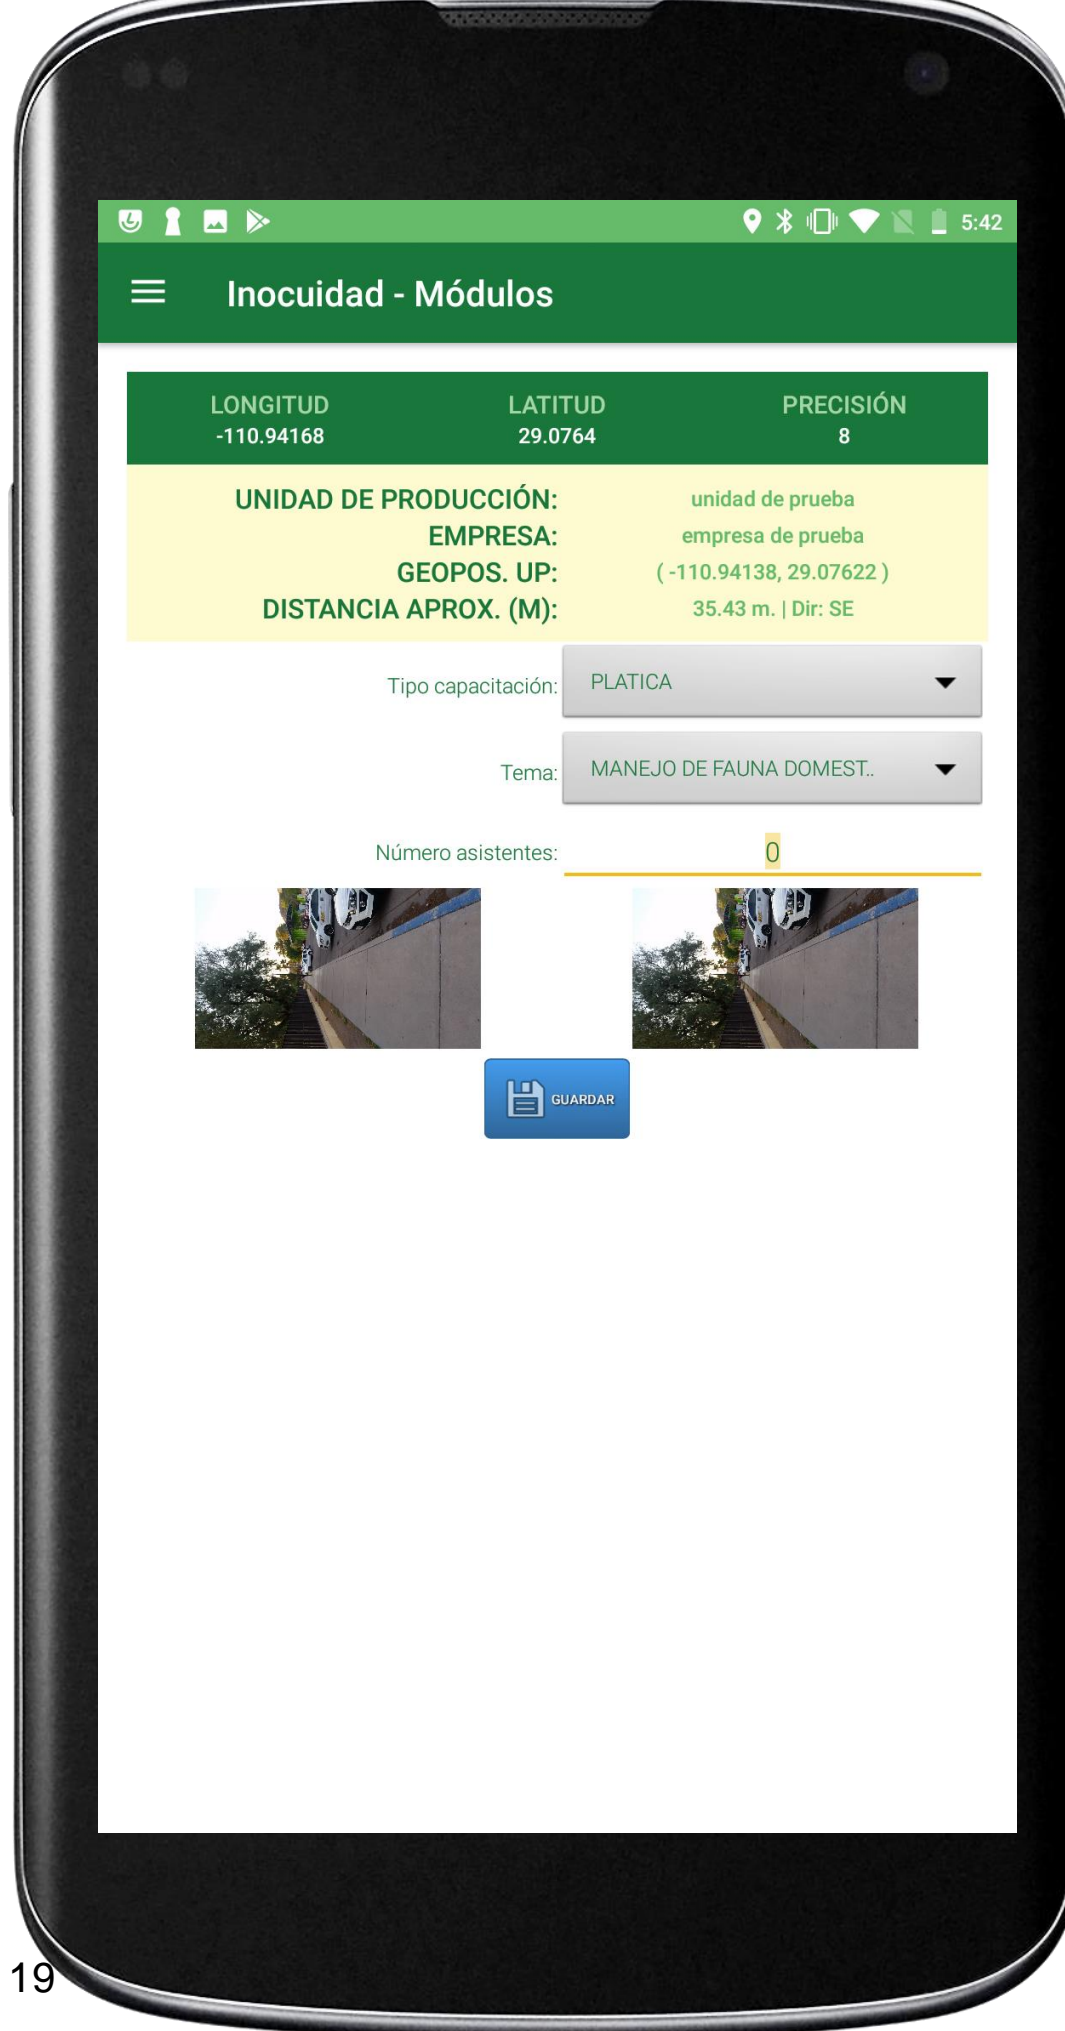 5:42
Inocuidad - Módulos
LONGITUD LATITUD PRECISIÓN
-110.94168 29.0764 8
UNIDAD DE PRODUCCIÓN: unidad de prueba
EMPRESA: empresa de prueba
GEOPOS. UP: ( -110.94138, 29.07622 )
DISTANCIA APROX. (M): 35.43 m. | Dir: SE
Tipo capacitación: PLATICA
Tema: MANEJO DE FAUNA DOMEST..
Número asistentes: 0
GUARDAR
19